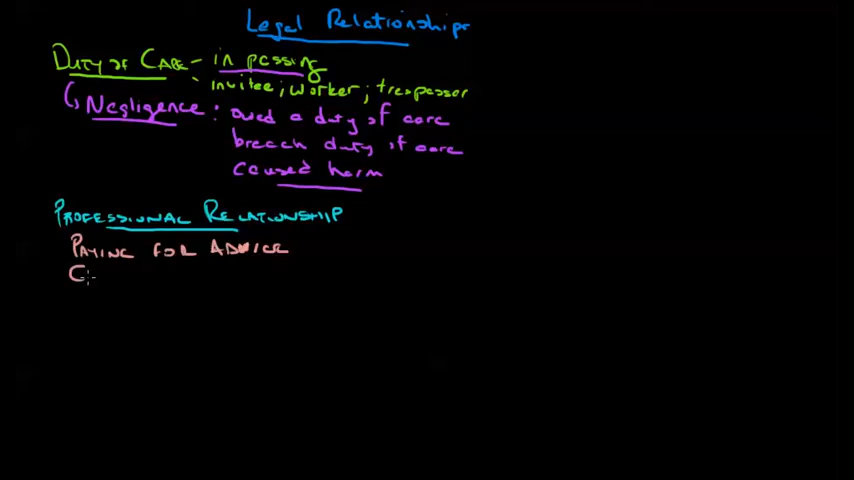 Legal Relationships
DUTY OF CARE - in passing
invitee; worker; trespassor
Negligence: owed a duty of care
breach duty of care
caused harm
PROFESSIONAL RELATIONSHIP
PAYING FOR ADVICE
C